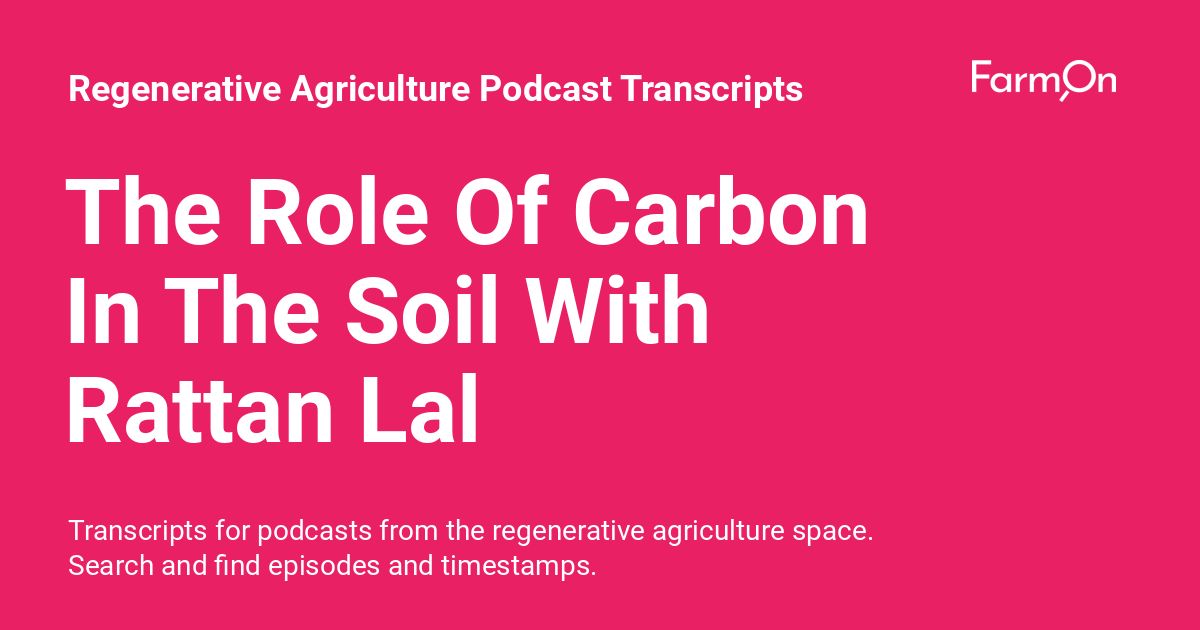 Regenerative Agriculture Podcast Transcripts
FarmOn
The Role Of Carbon
In The Soil With
Rattan Lal
Transcripts for podcasts from the regenerative agriculture space.
Search and find episodes and timestamps.